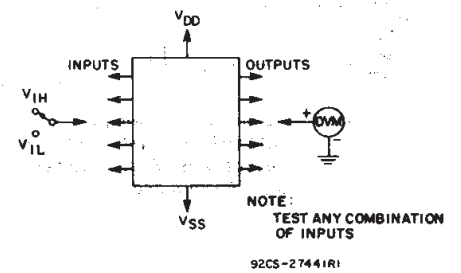 VDD
INPUTS
OUTPUTS
VIH
VIL
+
DVM
-
VSS
NOTE:
TEST ANY COMBINATION
OF INPUTS
92CS-27441R1